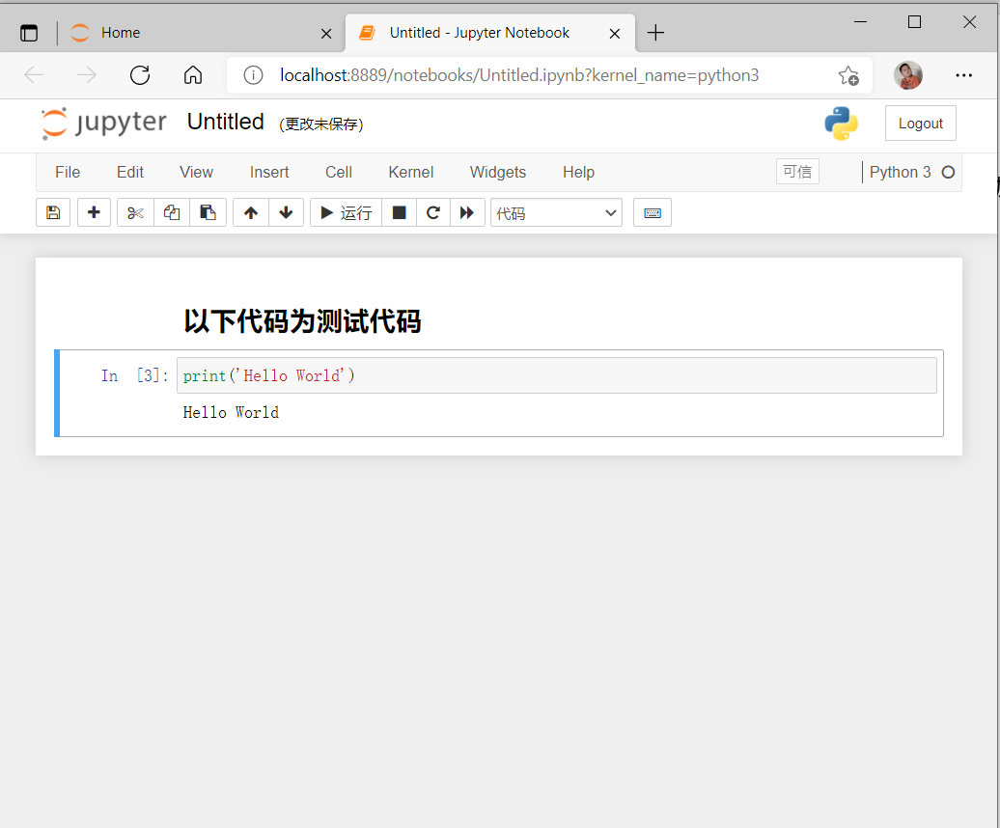 Home
Untitled - Jupyter Notebook
localhost:8889/notebooks/Untitled.ipynb?kernel_name=python3
jupyter Untitled (更改未保存)
Logout
File Edit View Insert Cell Kernel Widgets Help 可信 Python 3
运行 代码
以下代码为测试代码
In [3]: print('Hello World')
Hello World